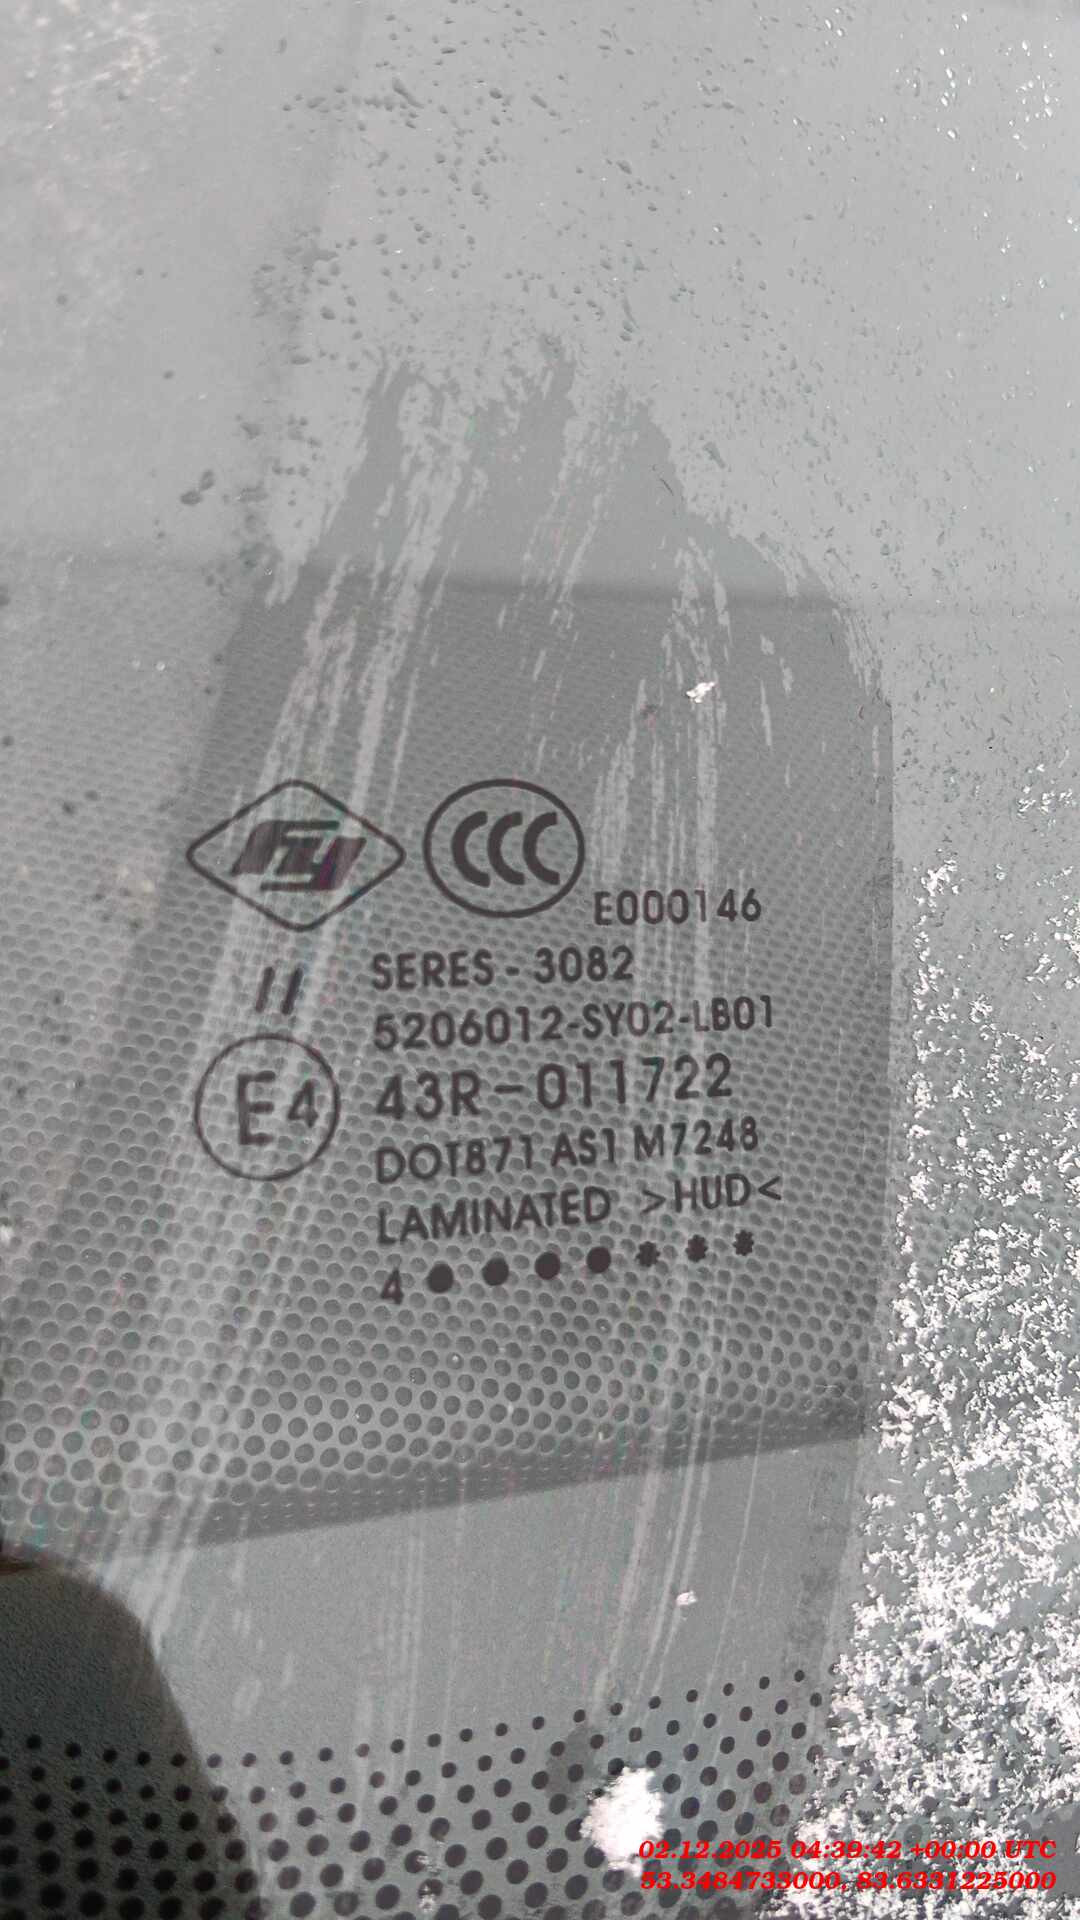 FY
CCC
E000146
//
SERES - 3082
5206012-SY02-LB01
E4
43R-011722
DOT871 AS1 M7248
LAMINATED >HUD<
4 ● ● ● ● * * *
02.12.2025 04:39:42 +00:00 UTC
53.3484733000, 83.6331225000